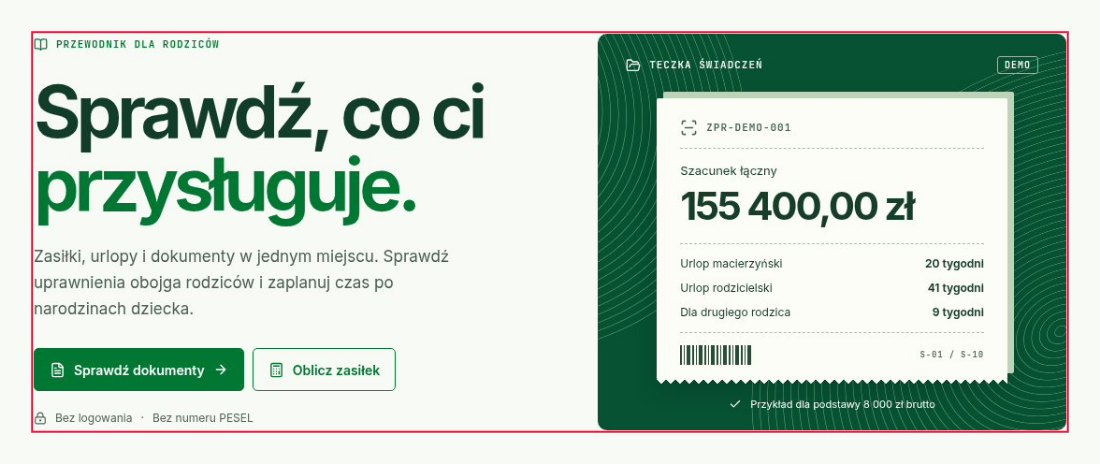 PRZEWODNIK DLA RODZICÓW
Sprawdź, co ci
przysługuje.
Zasiłki, urlopy i dokumenty w jednym miejscu. Sprawdź
uprawnienia obojga rodziców i zaplanuj czas po
narodzinach dziecka.
Sprawdź dokumenty →
Oblicz zasiłek
Bez logowania · Bez numeru PESEL
TECZKA ŚWIADCZEŃ
DEMO
ZPR-DEMO-001
Szacunek łączny
155 400,00 zł
Urlop macierzyński 20 tygodni
Urlop rodzicielski 41 tygodni
Dla drugiego rodzica 9 tygodni
S-01 / S-10
Przykład dla podstawy 8 000 zł brutto